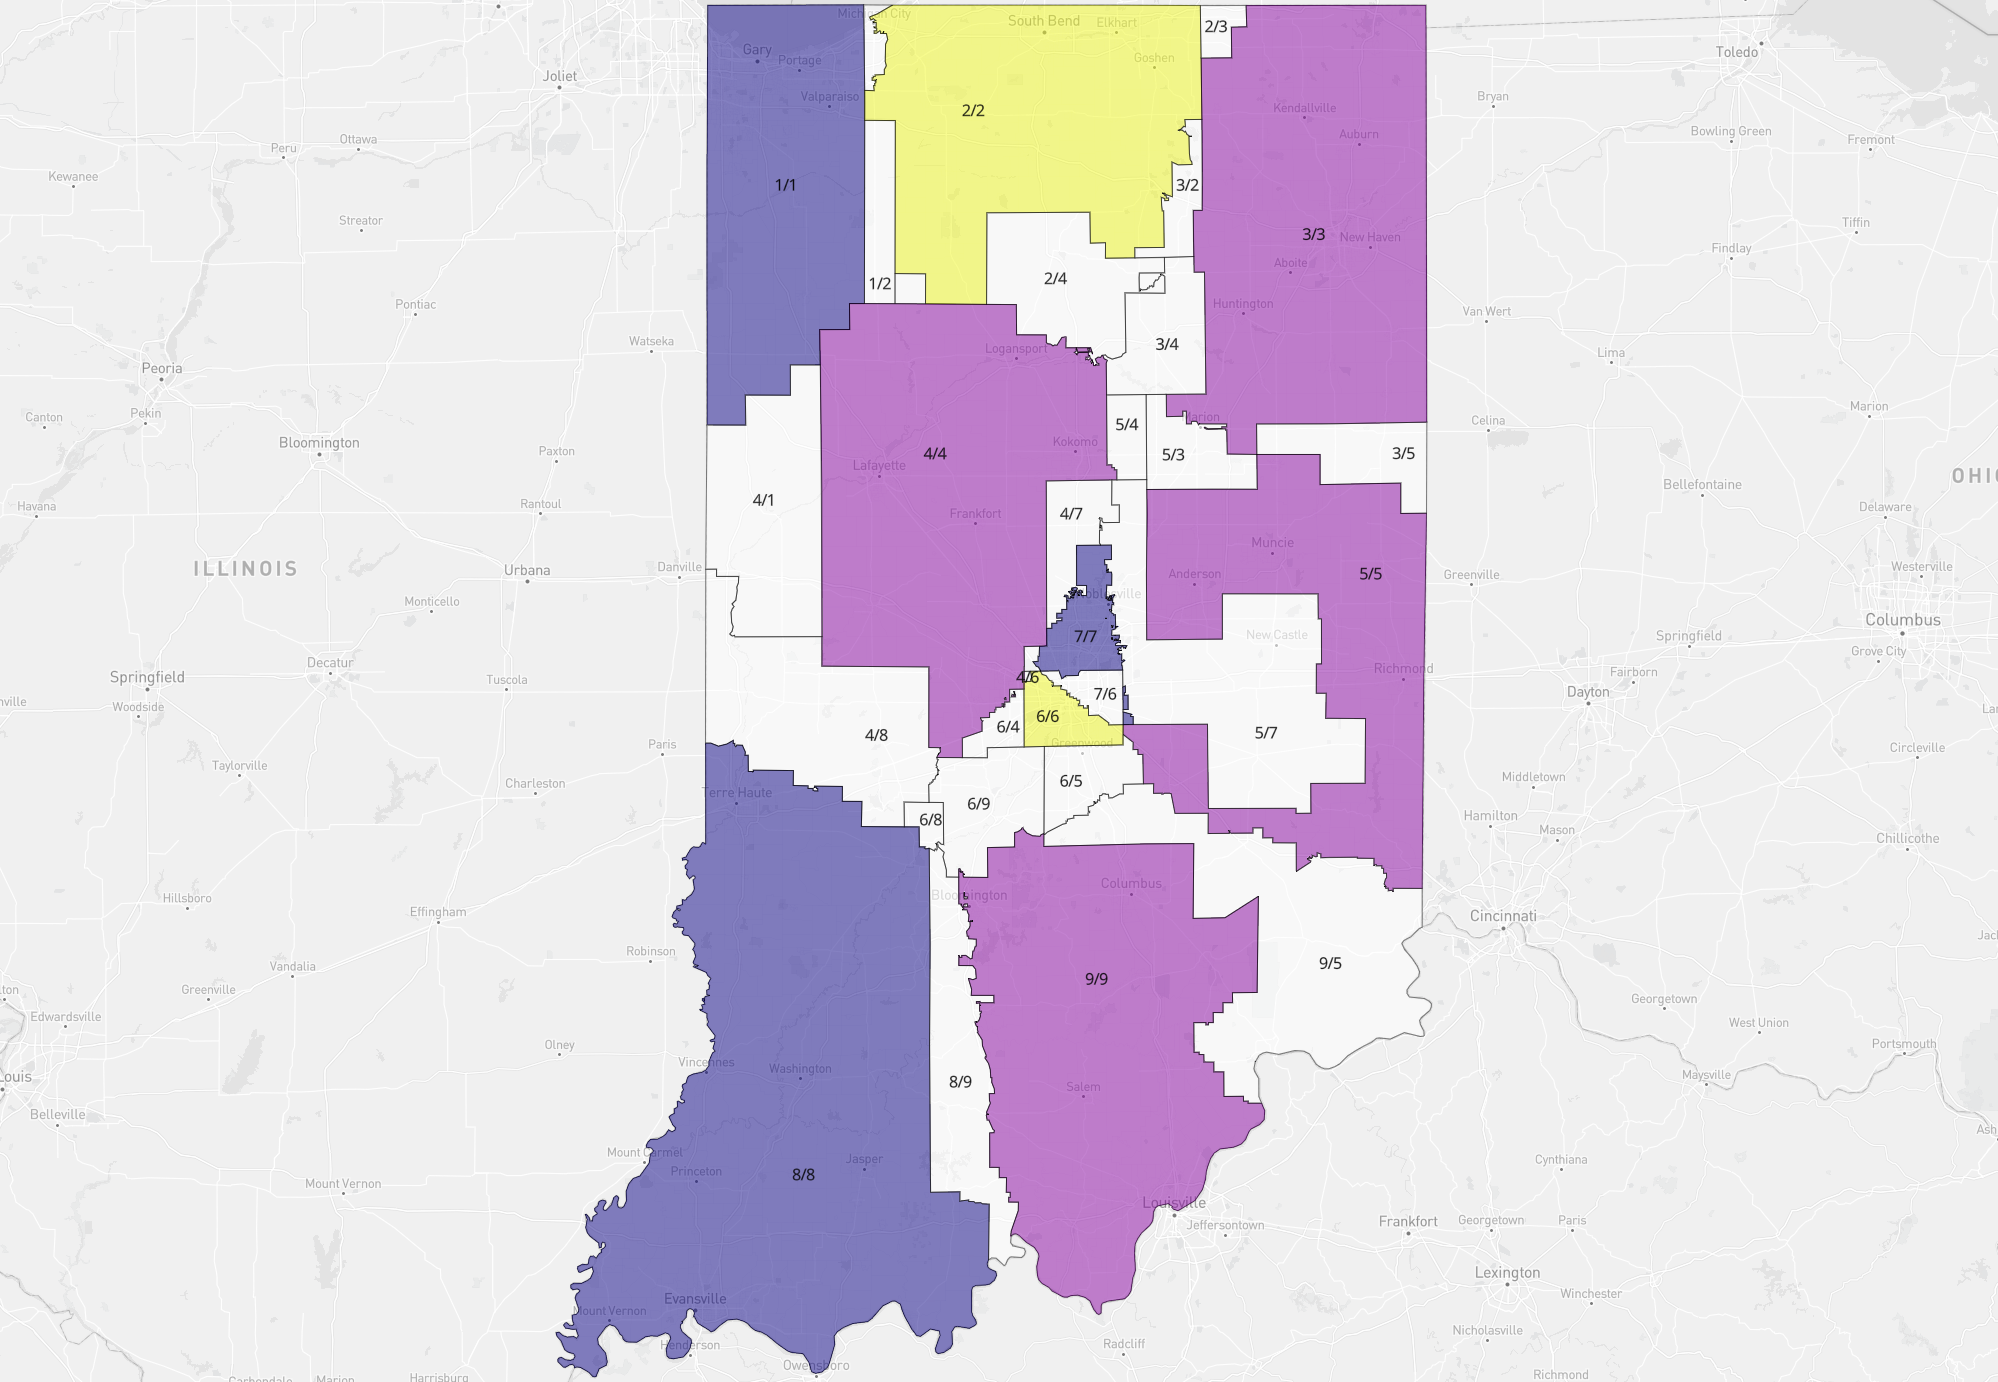 Michigan City
South Bend
Elkhart
2/3
Gary
Portage
Goshen
Toledo
Joliet
Valparaiso
2/2
Kendallville
Bryan
Auburn
Bowling Green
Fremont
Ottawa
Peru
Kewanee
1/1
3/2
Streator
3/3
New Haven
Tiffin
Findlay
Aboite
1/2
2/4
Pontiac
Huntington
Van Wert
Watseka
Logansport
3/4
Lima
Peoria
Pekin
Canton
Marion
Marion
Celina
5/4
Bloomington
Kokomo
4/4
5/3
3/5
Paxton
Lafayette
Bellefontaine
OHIO
4/1
Rantoul
Havana
Frankfort
4/7
Delaware
Muncie
ILLINOIS
Danville
Urbana
Anderson
5/5
Greenville
Westerville
Monticello
Noblesville
Columbus
7/7
New Castle
Springfield
Grove City
Decatur
Springfield
Tuscola
4/6
Richmond
Fairborn
Dayton
7/6
Woodside
6/6
6/4
4/8
5/7
Paris
Greenwood
Circleville
Taylorville
Charleston
6/5
Middletown
Terre Haute
6/9
6/8
Hamilton
Mason
Chillicothe
Columbus
Bloomington
Hillsboro
Effingham
Cincinnati
Robinson
9/5
Vandalia
9/9
Greenville
Georgetown
Edwardsville
West Union
Olney
Vincennes
Washington
Portsmouth
Louis
8/9
Salem
Maysville
Belleville
Mount Carmel
Jasper
Cynthiana
Princeton
8/8
Mount Vernon
Louisville
Jeffersontown
Frankfort
Georgetown
Paris
Lexington
Evansville
Winchester
Mount Vernon
Nicholasville
Henderson
Radcliff
Owensboro
Richmond
Carbondale
Marion
Harrisburg